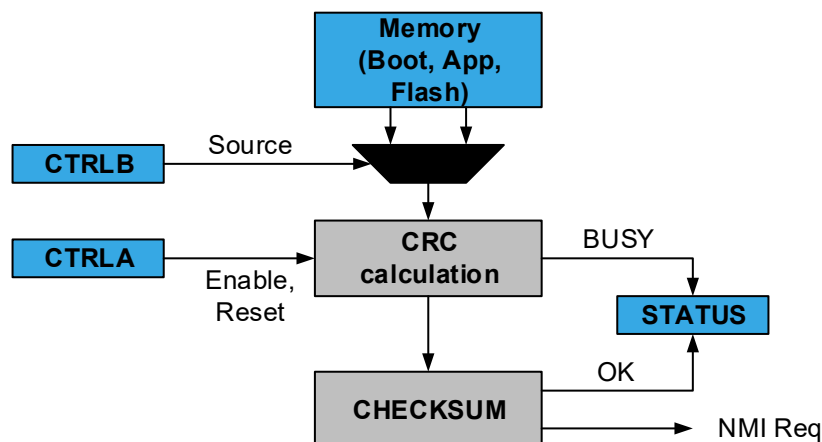 Memory
(Boot, App,
Flash)
CTRLB
Source
CTRLA
Enable,
Reset
CRC
calculation
BUSY
STATUS
CHECKSUM
OK
NMI Req